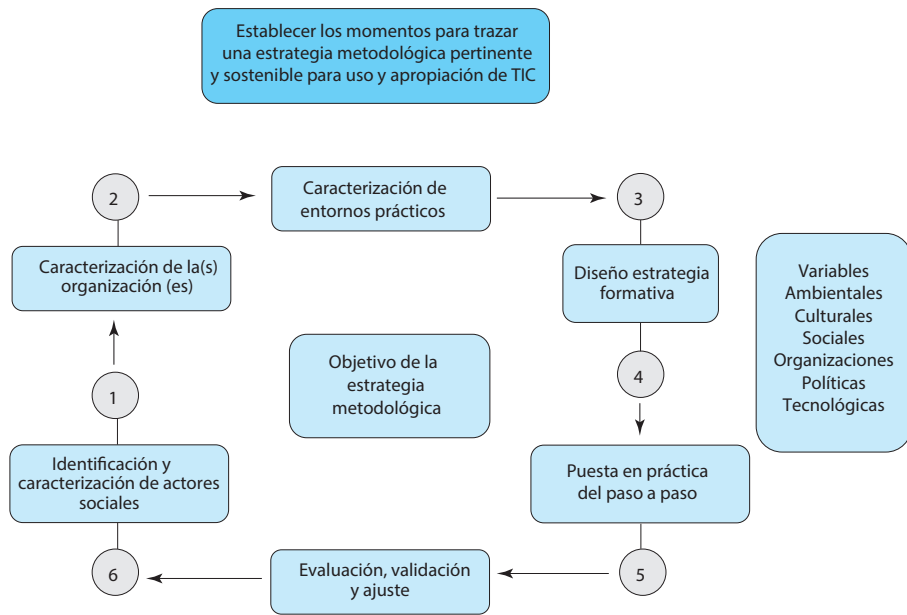 Establecer los momentos para trazar
una estrategia metodológica pertinente
y sostenible para uso y apropiación de TIC
2
Caracterización de
entornos prácticos
3
Caracterización de la(s)
organización (es)
Diseño estrategia
formativa
Variables
Ambientales
Culturales
Sociales
Organizaciones
Políticas
Tecnológicas
1
Objetivo de la
estrategia
metodológica
4
Identificación y
caracterización de actores
sociales
Puesta en práctica
del paso a paso
6
Evaluación, validación
y ajuste
5